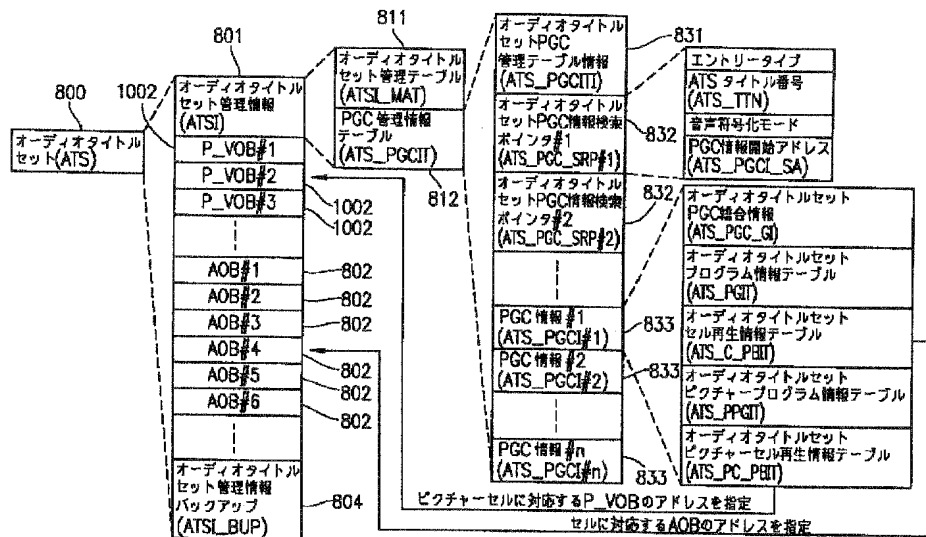 800
オーディオタイトル
セット(ATS)
801
1002
オーディオタイトル
セット管理情報
(ATSI)
P_VOB#1
P_VOB#2
P_VOB#3
1002
1002
AOB#1
AOB#2
AOB#3
AOB#4
AOB#5
AOB#6
802
802
802
802
802
802
オーディオタイトル
セット管理情報
バックアップ
(ATSI_BUP)
804
811
オーディオタイトル
セット管理テーブル
(ATSI_MAT)
PGC管理情報
テーブル
(ATS_PGCIT)
812
オーディオタイトル
セットPGC
管理テーブル情報
(ATS_PGCITI)
831
オーディオタイトル
セットPGC情報検索
ポインタ#1
(ATS_PGC_SRP#1)
832
オーディオタイトル
セットPGC情報検索
ポインタ#2
(ATS_PGC_SRP#2)
832
PGC情報#1
(ATS_PGCI#1)
833
PGC情報#2
(ATS_PGCI#2)
833
PGC情報#n
(ATS_PGCI#n)
833
エントリータイプ
ATSタイトル番号
(ATS_TTN)
音声符号化モード
PGC情報開始アドレス
(ATS_PGCI_SA)
オーディオタイトルセット
PGC総合情報
(ATS_PGC_GI)
オーディオタイトルセット
プログラム情報テーブル
(ATS_PGIT)
オーディオタイトルセット
セル再生情報テーブル
(ATS_C_PBIT)
オーディオタイトルセット
ピクチャープログラム情報テーブル
(ATS_PPGIT)
オーディオタイトルセット
ピクチャーセル再生情報テーブル
(ATS_PC_PBIT)
ピクチャーセルに対応するP_VOBのアドレスを指定
セルに対応するAOBのアドレスを指定